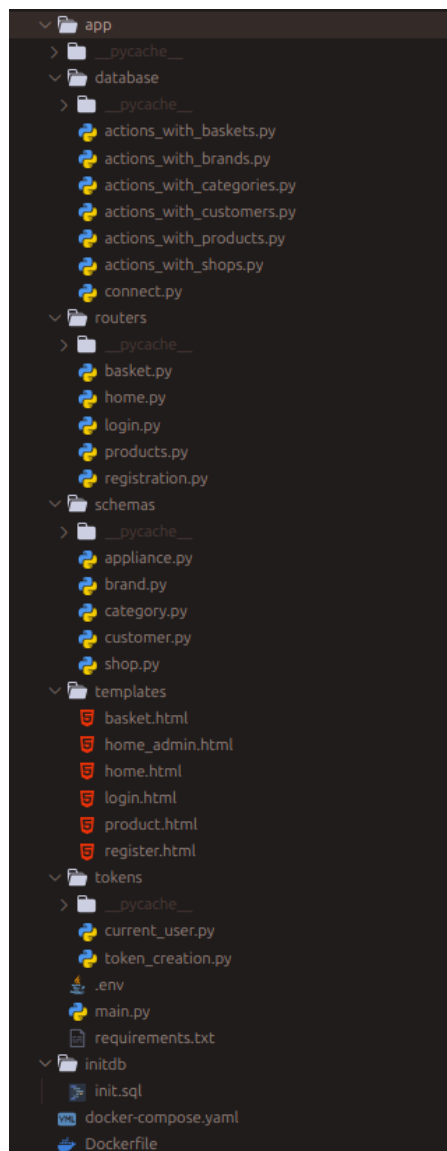 app
__pycache__
database
__pycache__
actions_with_baskets.py
actions_with_brands.py
actions_with_categories.py
actions_with_customers.py
actions_with_products.py
actions_with_shops.py
connect.py
routers
__pycache__
basket.py
home.py
login.py
products.py
registration.py
schemas
__pycache__
appliance.py
brand.py
category.py
customer.py
shop.py
templates
basket.html
home_admin.html
home.html
login.html
product.html
register.html
tokens
__pycache__
current_user.py
token_creation.py
.env
main.py
requirements.txt
initdb
init.sql
YML docker-compose.yaml
Dockerfile